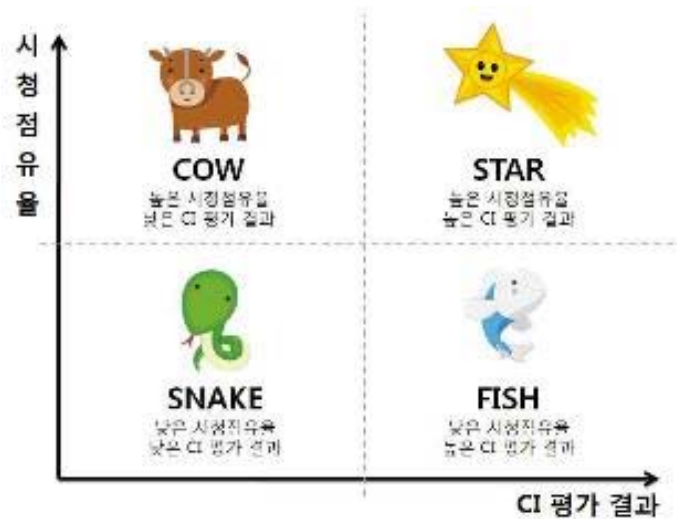 시청점유율
COW
높은 시청점유율
낮은 CI 평가 결과
STAR
높은 시청점유율
높은 CI 평가 결과
SNAKE
낮은 시청점유율
낮은 CI 평가 결과
FISH
낮은 시청점유율
높은 CI 평가 결과
CI 평가 결과